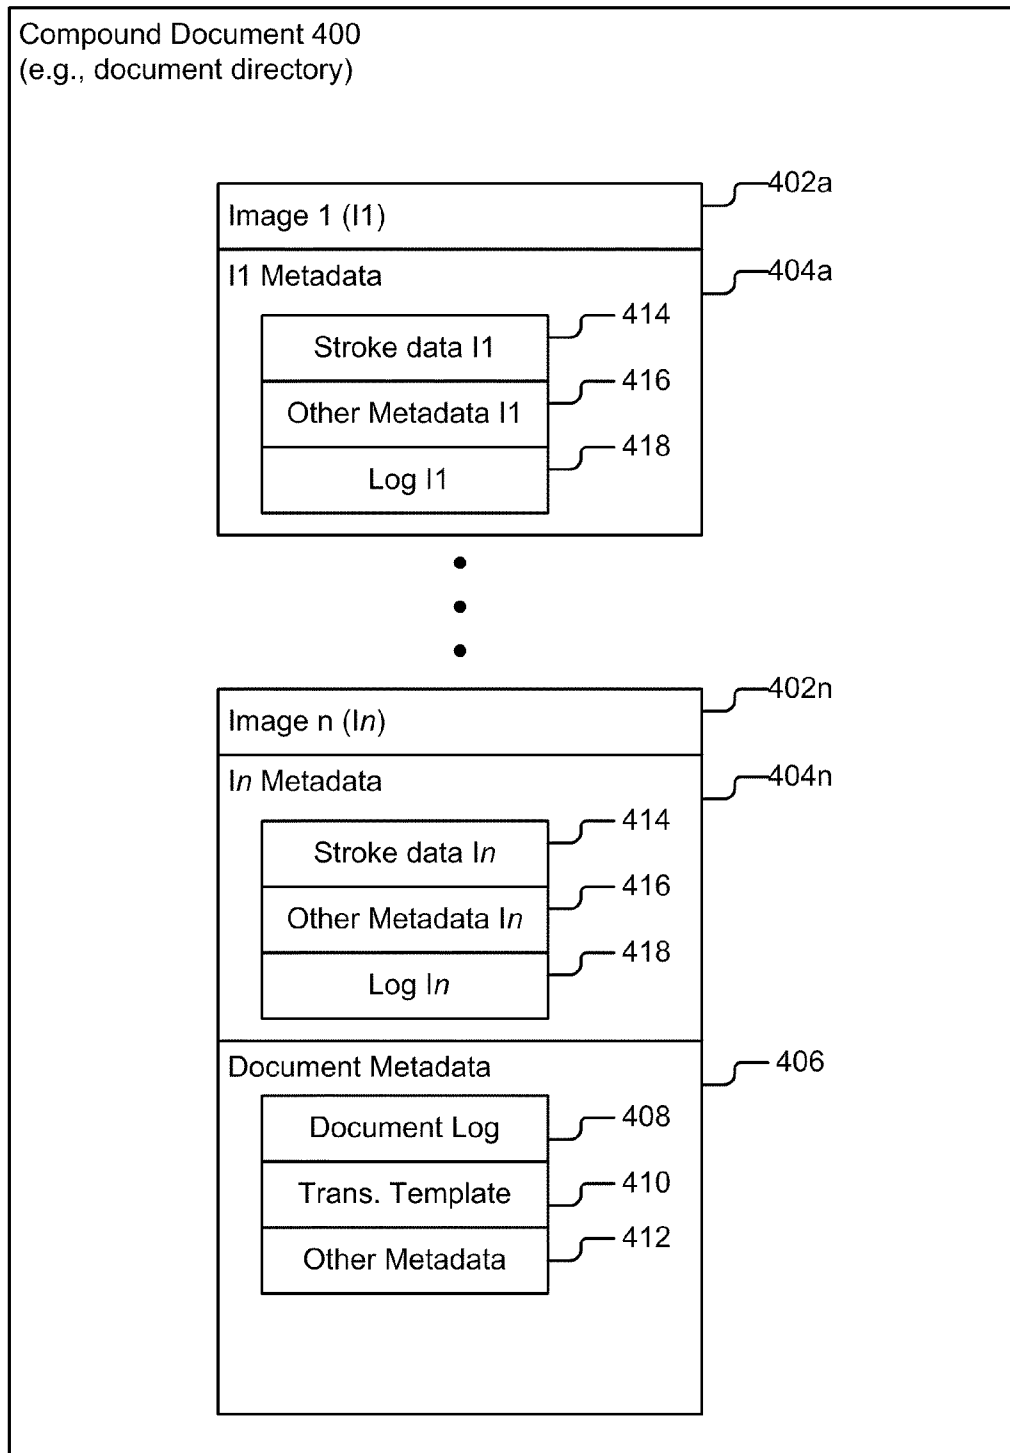 Compound Document 400
(e.g., document directory)
402a
Image 1 (I1)
404a
I1 Metadata
414
Stroke data I1
416
Other Metadata I1
418
Log I1
402n
Image n (In)
404n
In Metadata
414
Stroke data In
416
Other Metadata In
418
Log In
406
Document Metadata
408
Document Log
410
Trans. Template
412
Other Metadata